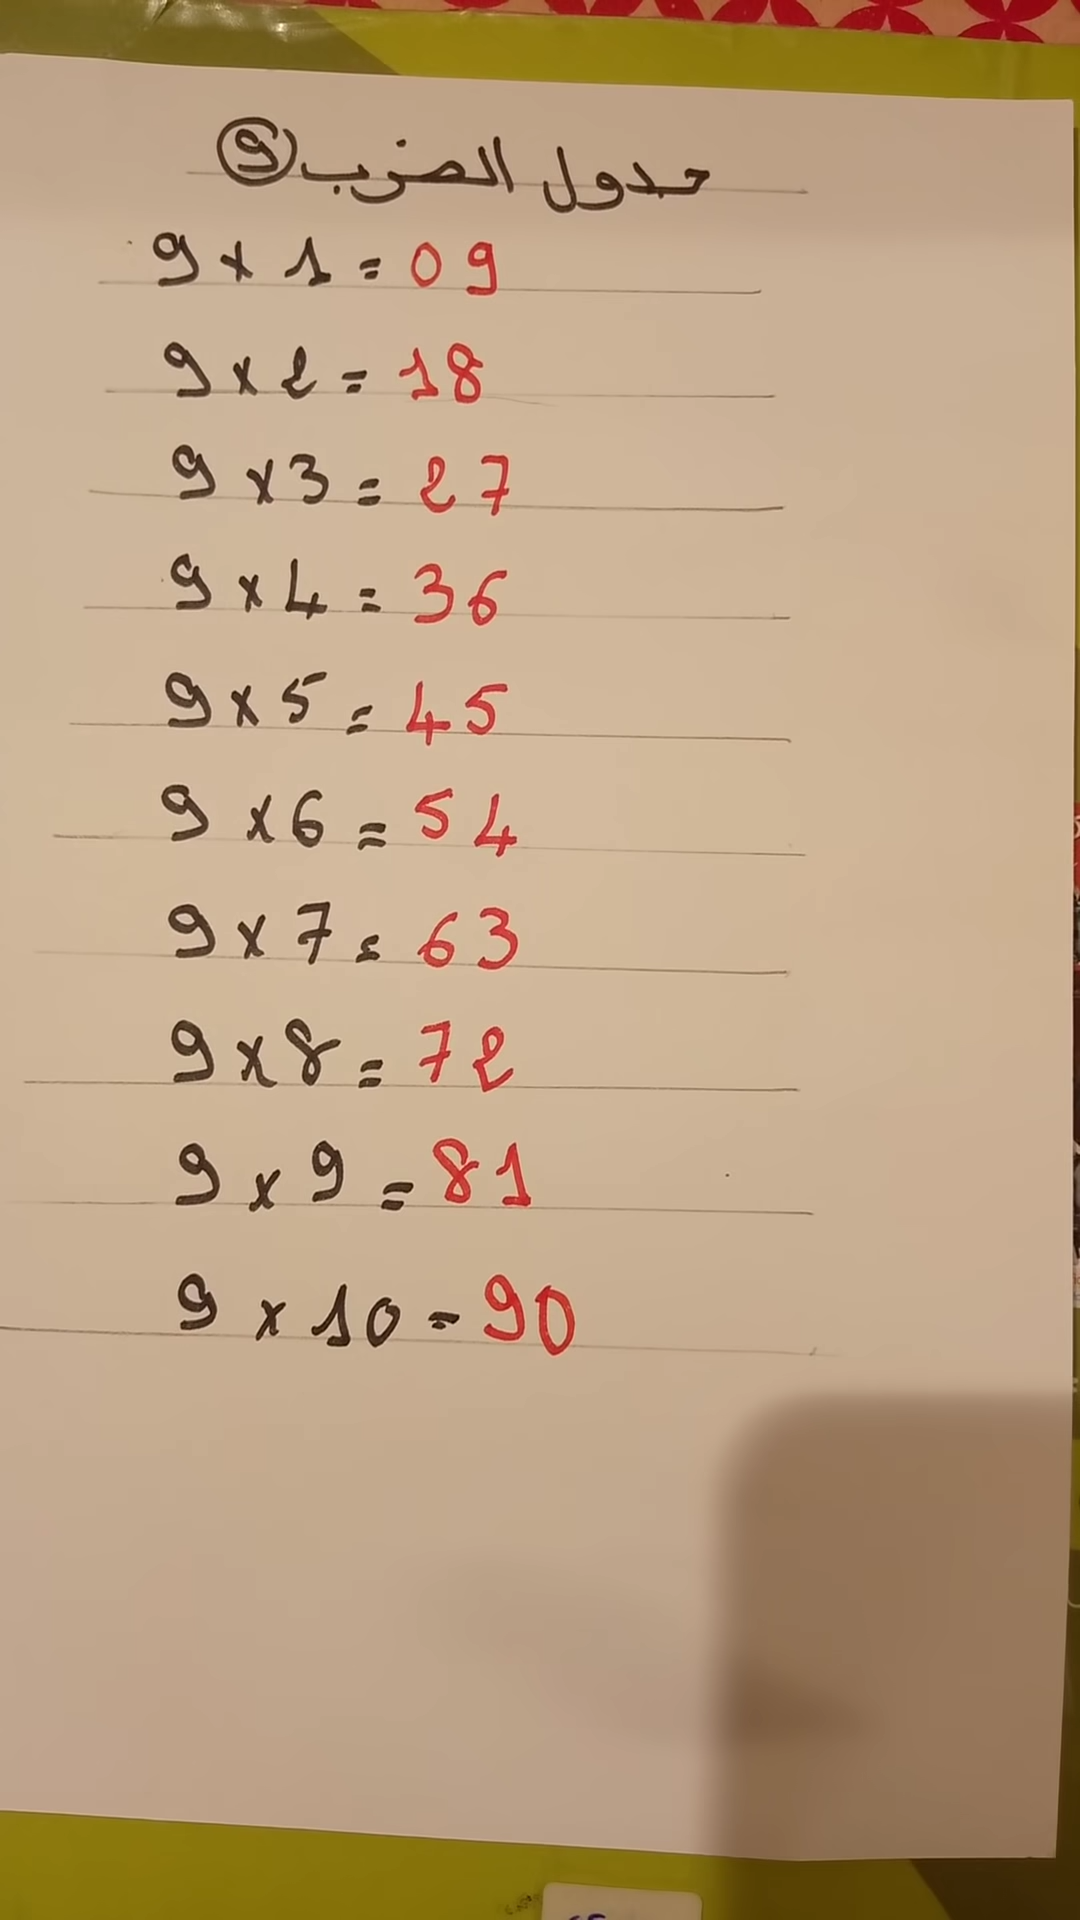 جدول الضرب 9
9 x 1 = 09
9 x 2 = 18
9 x 3 = 27
9 x 4 = 36
9 x 5 = 45
9 x 6 = 54
9 x 7 = 63
9 x 8 = 72
9 x 9 = 81
9 x 10 = 90